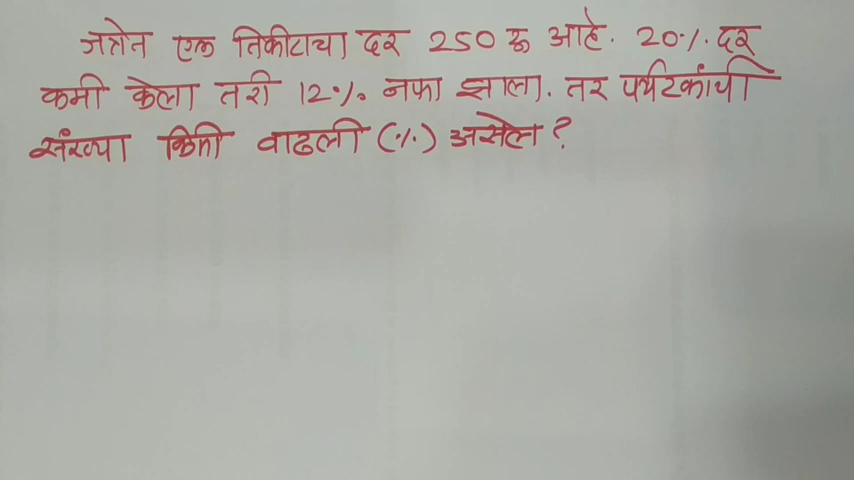 जत्रेत एका तिकीटाचा दर 250 रू आहे. 20% दर
कमी केला तरी 12% नफा झाला. तर पर्यटकांची
संख्या किती वाढली (%) असेल?